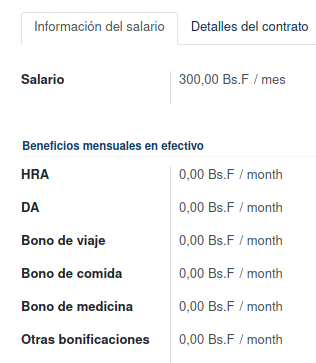 Información del salario Detalles del contrato
Salario 300,00 Bs.F / mes
Beneficios mensuales en efectivo
HRA 0,00 Bs.F / month
DA 0,00 Bs.F / month
Bono de viaje 0,00 Bs.F / month
Bono de comida 0,00 Bs.F / month
Bono de medicina 0,00 Bs.F / month
Otras bonificaciones 0,00 Bs.F / month